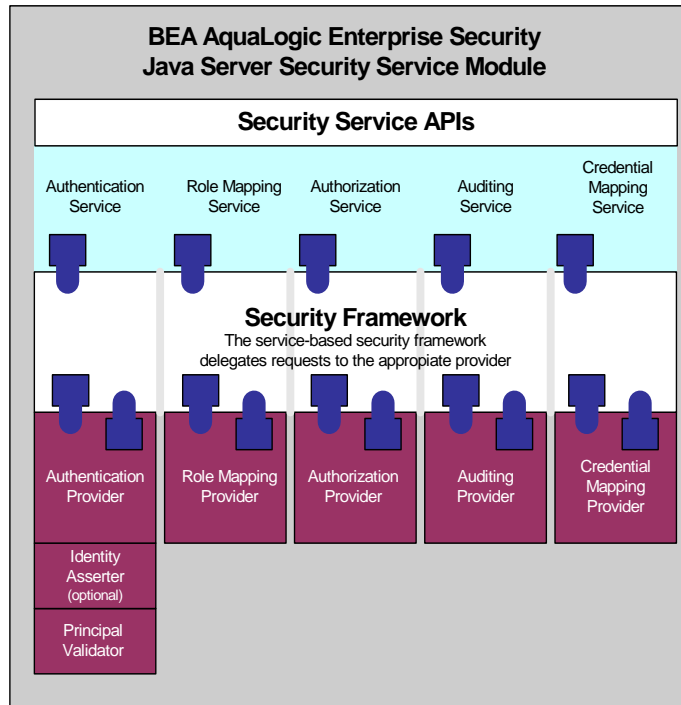 BEA AquaLogic Enterprise Security
Java Server Security Service Module
Security Service APIs
Authentication
Service
Role Mapping
Service
Authorization
Service
Auditing
Service
Credential
Mapping
Service
Security Framework
The service-based security framework
delegates requests to the appropiate provider
Authentication
Provider
Role Mapping
Provider
Authorization
Provider
Auditing
Provider
Credential
Mapping
Provider
Identity
Asserter
(optional)
Principal
Validator